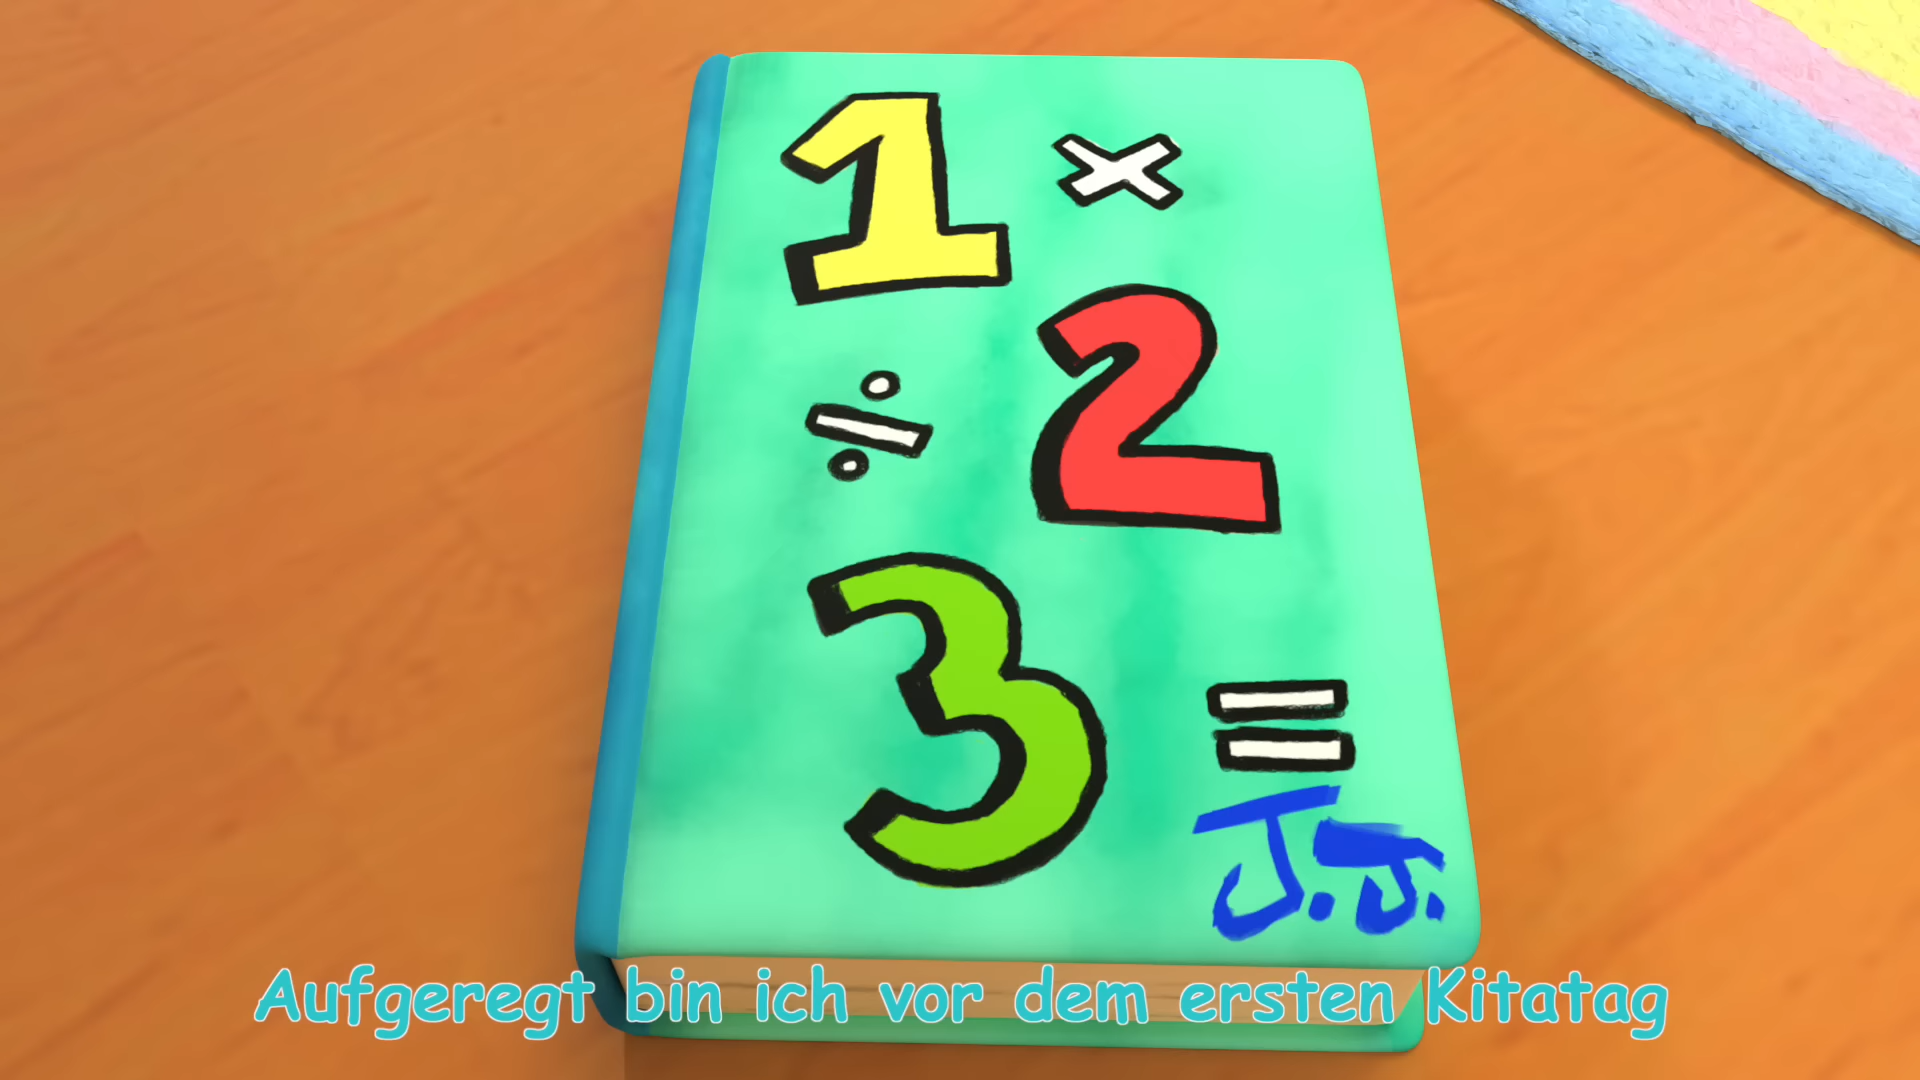 1 ×
÷ 2
3 =
J.J.
Aufgeregt bin ich vor dem ersten Kitatag